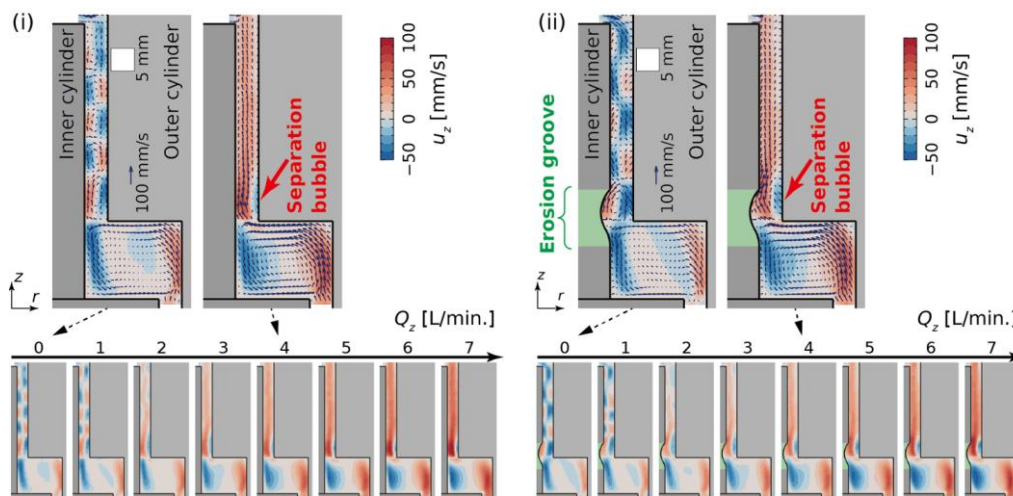 (i)
Inner cylinder
5 mm
100 mm/s
Outer cylinder
Separation
bubble
100
50
0
−50
u_z [mm/s]
z
r
Q_z [L/min.]
0 1 2 3 4 5 6 7
(ii)
Erosion groove
Inner cylinder
5 mm
100 mm/s
Outer cylinder
Separation
bubble
100
50
0
−50
u_z [mm/s]
z
r
Q_z [L/min.]
0 1 2 3 4 5 6 7